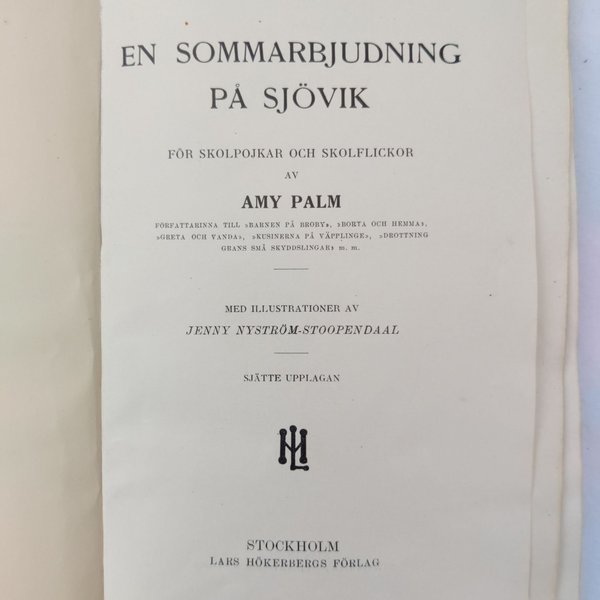 EN SOMMARBJUDNING
PÅ SJÖVIK
FÖR SKOLPOJKAR OCH SKOLFLICKOR
AV
AMY PALM
FÖRFATTARINNA TILL »BARNEN PÅ BROBY», »BORTA OCH HEMMA»,
»GRETA OCH VANDA», »KUSINERNA PÅ VÄPPLINGE», »DROTTNING
GRANS SMÅ SKYDDSLINGAR» m. m.
MED ILLUSTRATIONER AV
JENNY NYSTRÖM-STOOPENDAAL
SJÄTTE UPPLAGAN
LH
STOCKHOLM
LARS HÖKERBERGS FÖRLAG